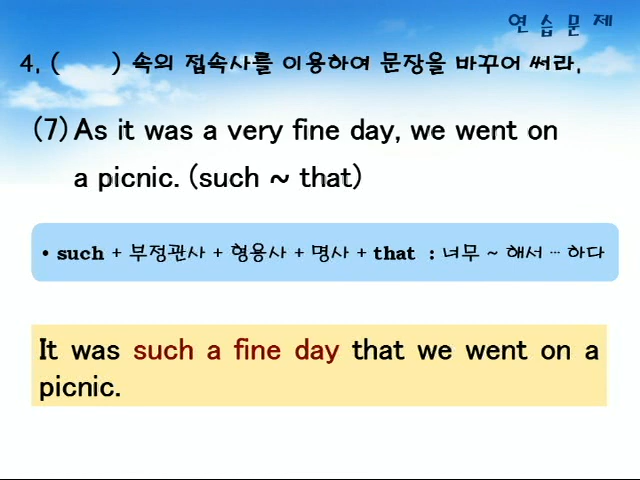 연 습 문 제
4. ( ) 속의 접속사를 이용하여 문장을 바꾸어 써라.
(7) As it was a very fine day, we went on
a picnic. (such ~ that)
• such + 부정관사 + 형용사 + 명사 + that : 너무 ~ 해서 … 하다
It was such a fine day that we went on a
picnic.